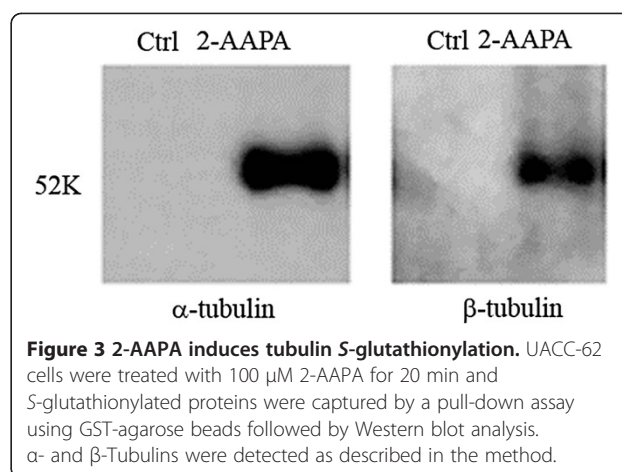 Ctrl 2-AAPA
Ctrl 2-AAPA
52K
α-tubulin
β-tubulin
Figure 3 2-AAPA induces tubulin S-glutathionylation. UACC-62
cells were treated with 100 μM 2-AAPA for 20 min and
S-glutathionylated proteins were captured by a pull-down assay
using GST-agarose beads followed by Western blot analysis.
α- and β-Tubulins were detected as described in the method.